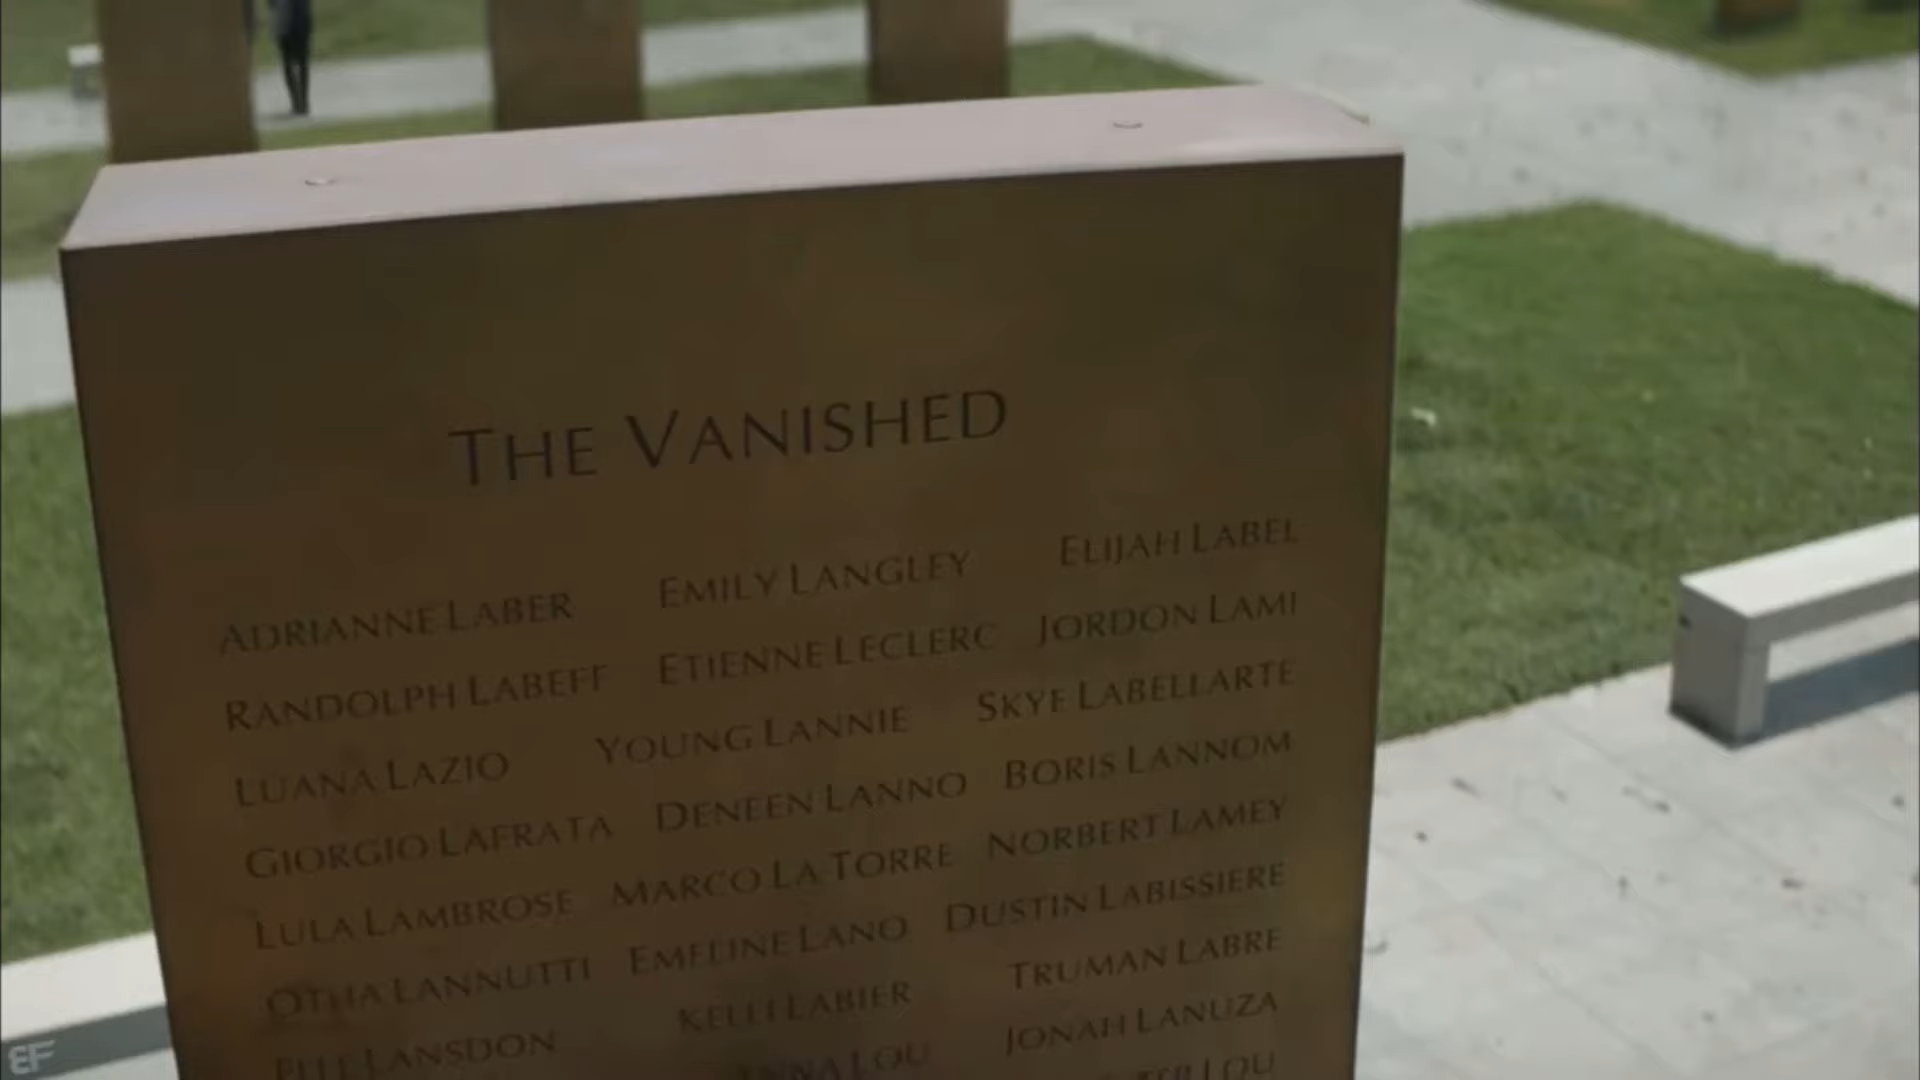 THE VANISHED
ADRIANNE LABER EMILY LANGLEY ELIJAH LABEL
RANDOLPH LABEFF ETIENNE LECLERC JORDON LAMI
LUANA LAZIO YOUNG LANNIE SKYE LABELLARTE
GIORGIO LAFRATA DENEEN LANNO BORIS LANNOM
LULA LAMBROSE MARCO LA TORRE NORBERT LAMEY
OTHA LANNUTTI EMELINE LANO DUSTIN LABISSIERE
LANSDON KELLI LABIER TRUMAN LABRE
LOU JONAH LANUZA
LOU